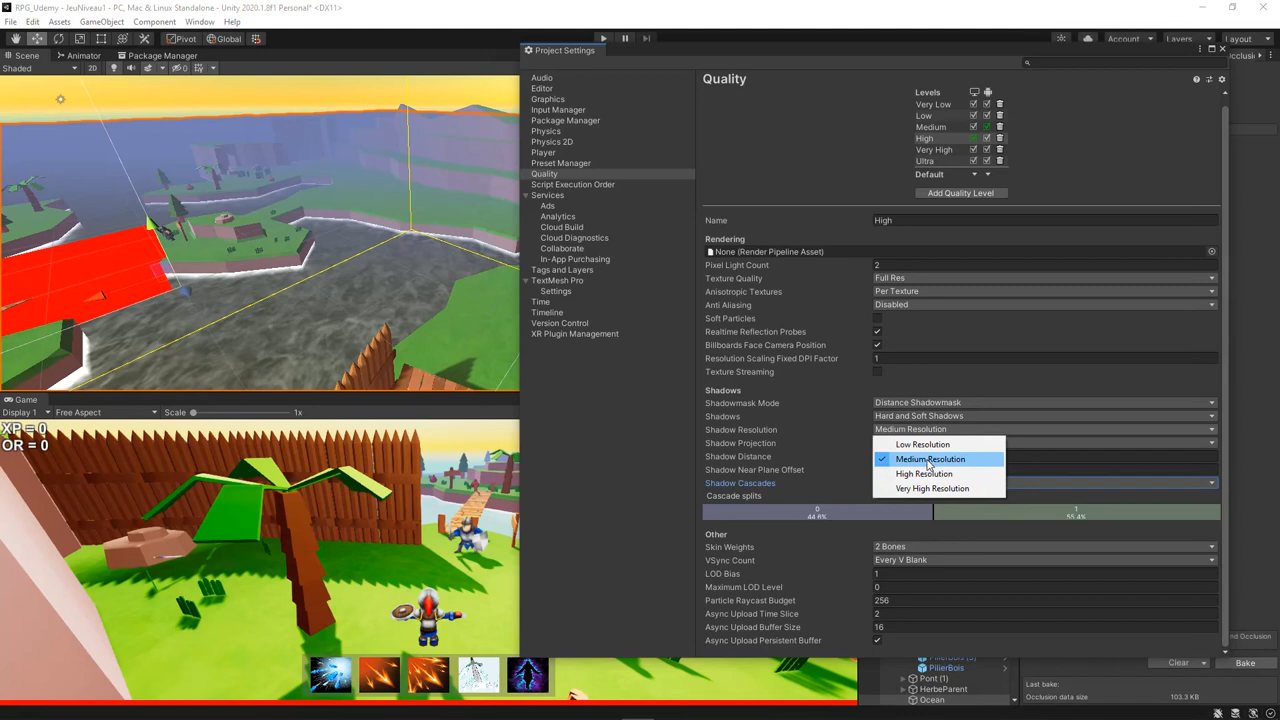 RPG_Udemy - JeuNiveau1 - PC, Mac & Linux Standalone - Unity 2020.1.8f1 Personal* <DX11>
File Edit Assets GameObject Component Window Help
Pivot Global Account Layers Layout
Scene Animator Package Manager
Shaded 2D 0
Game
Display 1 Free Aspect Scale 1x
XP = 0
OR = 0
Project Settings
Audio
Editor
Graphics
Input Manager
Package Manager
Physics
Physics 2D
Player
Preset Manager
Quality
Script Execution Order
Services
Ads
Analytics
Cloud Build
Cloud Diagnostics
Collaborate
In-App Purchasing
Tags and Layers
TextMesh Pro
Settings
Time
Timeline
Version Control
XR Plugin Management
Quality
Levels
Very Low
Low
Medium
High
Very High
Ultra
Default
Add Quality Level
Name High
Rendering
None (Render Pipeline Asset)
Pixel Light Count 2
Texture Quality Full Res
Anisotropic Textures Per Texture
Anti Aliasing Disabled
Soft Particles
Realtime Reflection Probes
Billboards Face Camera Position
Resolution Scaling Fixed DPI Factor 1
Texture Streaming
Shadows
Shadowmask Mode Distance Shadowmask
Shadows Hard and Soft Shadows
Shadow Resolution Medium Resolution
Shadow Projection
Shadow Distance
Shadow Near Plane Offset
Shadow Cascades
Low Resolution
Medium Resolution
High Resolution
Very High Resolution
Cascade splits
0 1
44.6% 55.4%
Other
Skin Weights 2 Bones
VSync Count Every V Blank
LOD Bias 1
Maximum LOD Level 0
Particle Raycast Budget 256
Async Upload Time Slice 2
Async Upload Buffer Size 16
Async Upload Persistent Buffer
PilierBois
Pont (1)
HerbeParent
Ocean
Clear Bake
Last bake:
Occlusion data size 103.3 KB